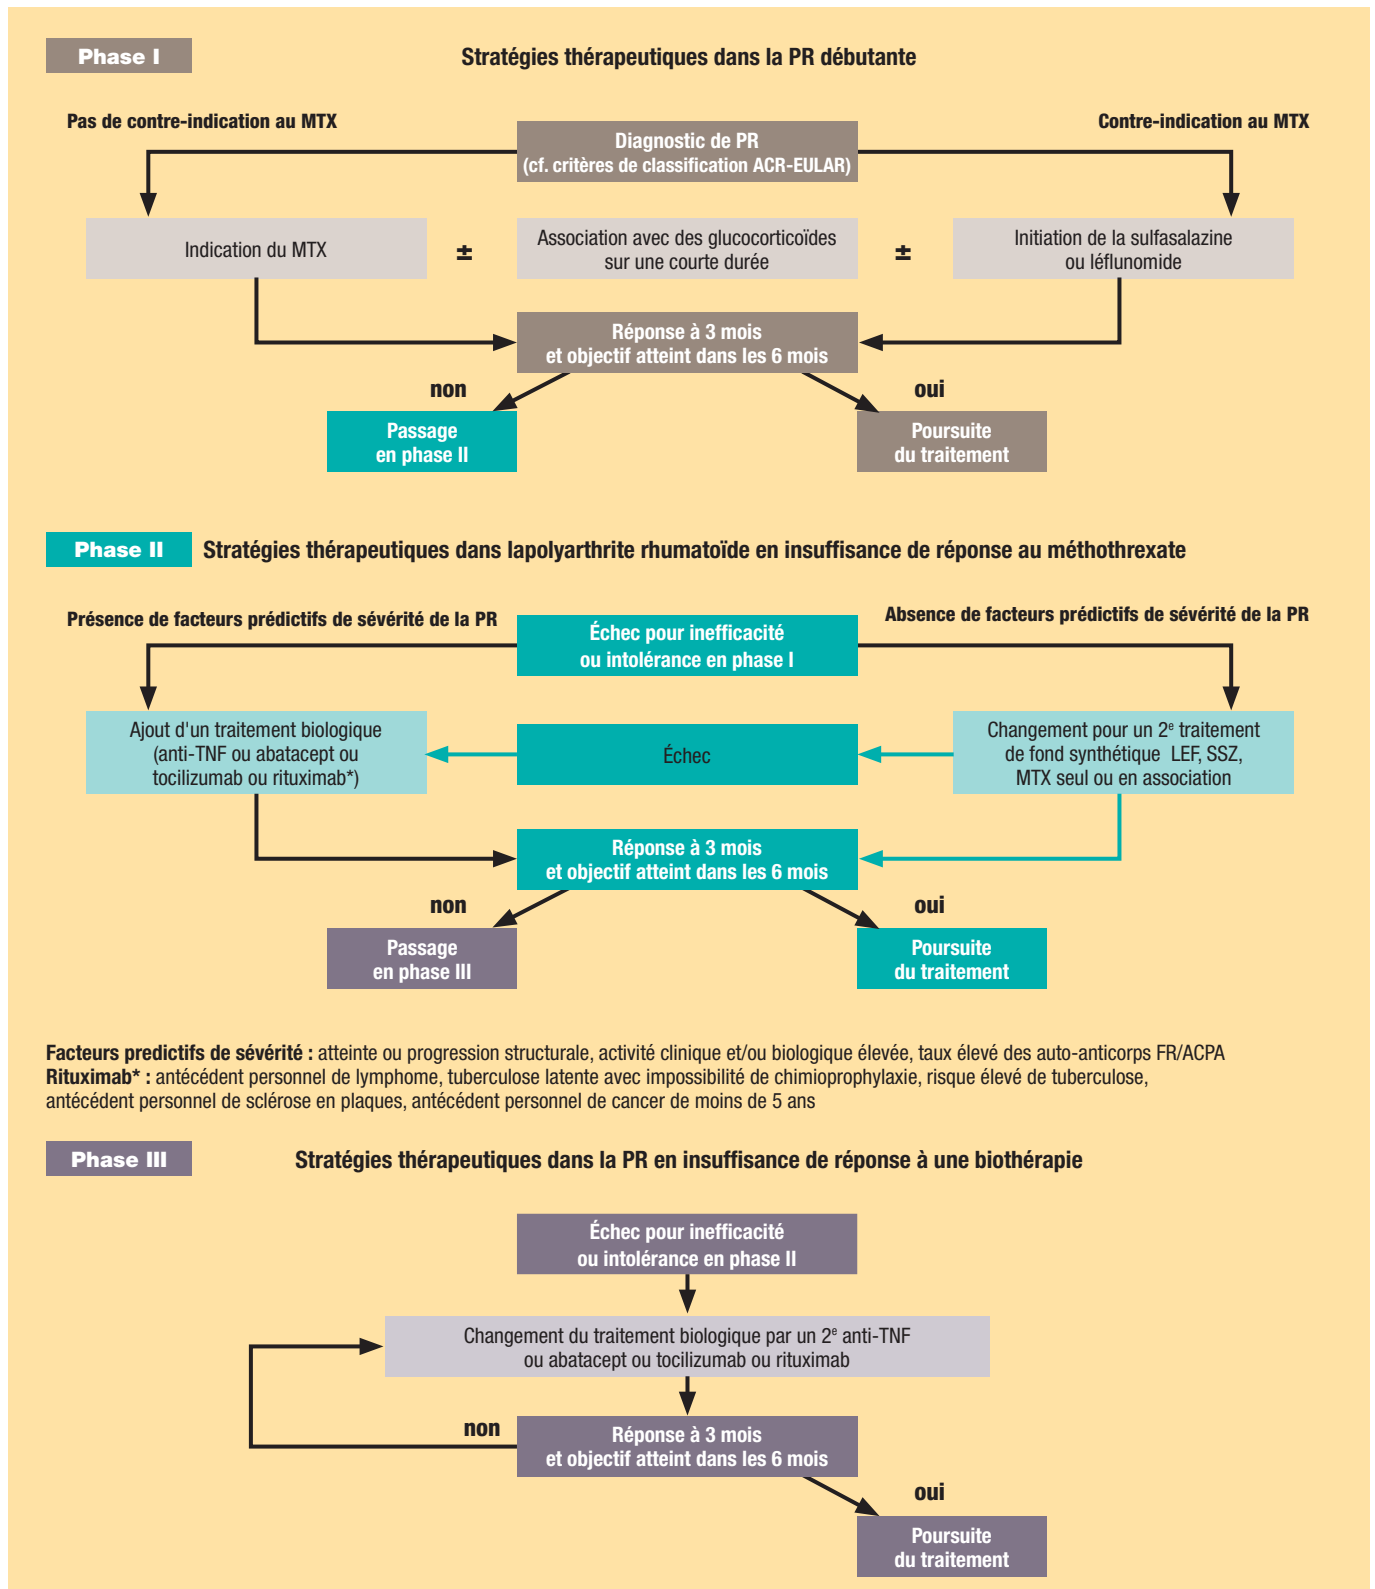 Phase I
Stratégies thérapeutiques dans la PR débutante
Pas de contre-indication au MTX
Contre-indication au MTX
Diagnostic de PR
(cf. critères de classification ACR-EULAR)
Indication du MTX
±
Association avec des glucocorticoïdes
sur une courte durée
±
Initiation de la sulfasalazine
ou léflunomide
Réponse à 3 mois
et objectif atteint dans les 6 mois
non
oui
Passage
en phase II
Poursuite
du traitement
Phase II
Stratégies thérapeutiques dans lapolyarthrite rhumatoïde en insuffisance de réponse au méthothrexate
Présence de facteurs prédictifs de sévérité de la PR
Absence de facteurs prédictifs de sévérité de la PR
Échec pour inefficacité
ou intolérance en phase I
Ajout d'un traitement biologique
(anti-TNF ou abatacept ou
tocilizumab ou rituximab*)
Échec
Changement pour un 2e traitement
de fond synthétique LEF, SSZ,
MTX seul ou en association
Réponse à 3 mois
et objectif atteint dans les 6 mois
non
oui
Passage
en phase III
Poursuite
du traitement
Facteurs predictifs de sévérité : atteinte ou progression structurale, activité clinique et/ou biologique élevée, taux élevé des auto-anticorps FR/ACPA
Rituximab* : antécédent personnel de lymphome, tuberculose latente avec impossibilité de chimioprophylaxie, risque élevé de tuberculose,
antécédent personnel de sclérose en plaques, antécédent personnel de cancer de moins de 5 ans
Phase III
Stratégies thérapeutiques dans la PR en insuffisance de réponse à une biothérapie
Échec pour inefficacité
ou intolérance en phase II
Changement du traitement biologique par un 2e anti-TNF
ou abatacept ou tocilizumab ou rituximab
non
Réponse à 3 mois
et objectif atteint dans les 6 mois
oui
Poursuite
du traitement